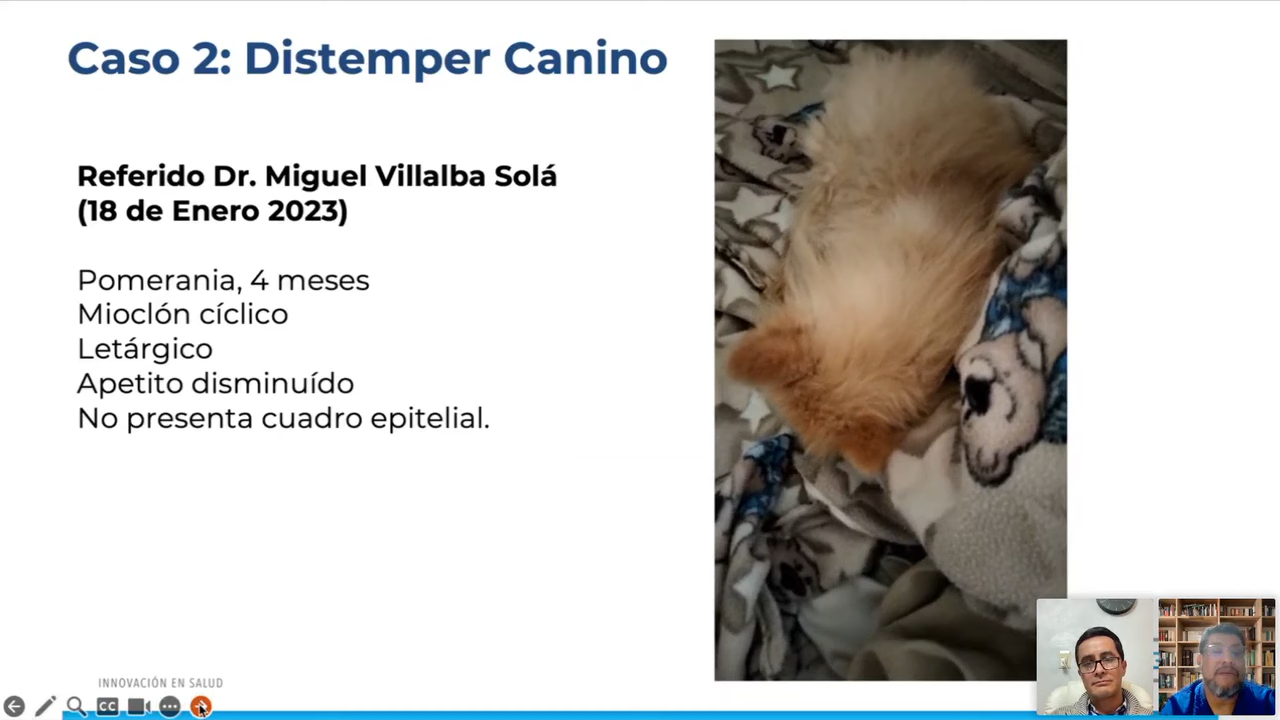 Caso 2: Distemper Canino
Referido Dr. Miguel Villalba Solá
(18 de Enero 2023)
Pomerania, 4 meses
Mioclón cíclico
Letárgico
Apetito disminuído
No presenta cuadro epitelial.
INNOVACIÓN EN SALUD
CC